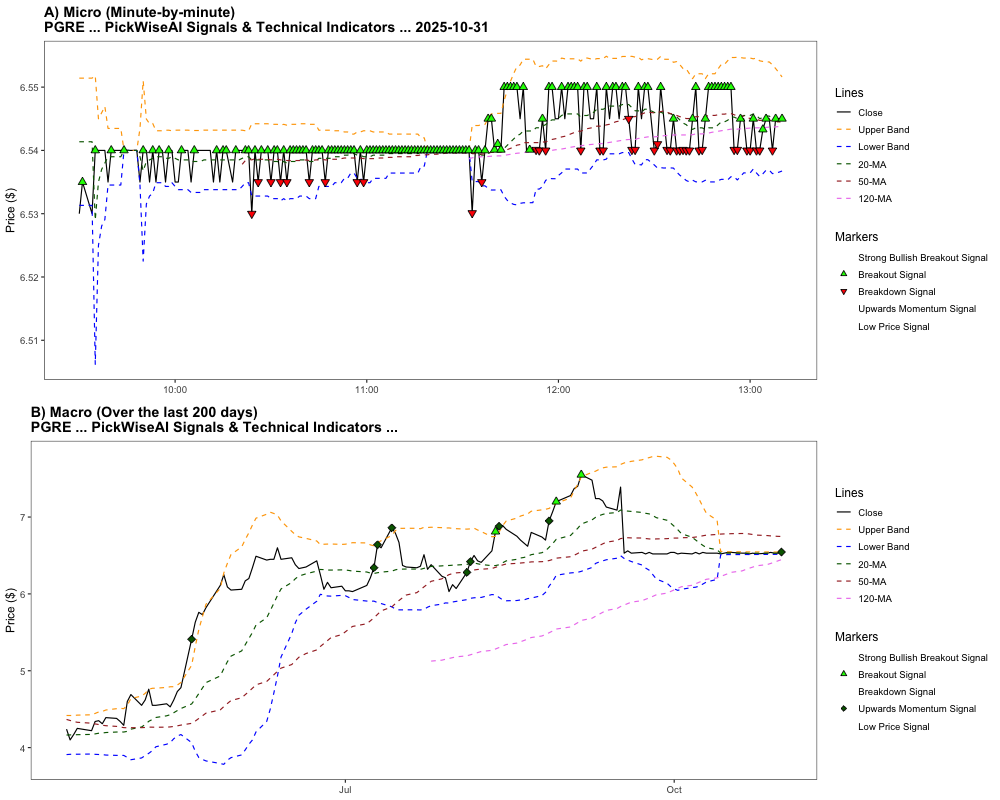 A) Micro (Minute-by-minute)
PGRE ... PickWiseAI Signals & Technical Indicators ... 2025-10-31
Price ($)
6.55
6.54
6.53
6.52
6.51
10:00
11:00
12:00
13:00
Lines
Close
Upper Band
Lower Band
20-MA
50-MA
120-MA
Markers
Strong Bullish Breakout Signal
Breakout Signal
Breakdown Signal
Upwards Momentum Signal
Low Price Signal
B) Macro (Over the last 200 days)
PGRE ... PickWiseAI Signals & Technical Indicators ...
Price ($)
7
6
5
4
Jul
Oct
Lines
Close
Upper Band
Lower Band
20-MA
50-MA
120-MA
Markers
Strong Bullish Breakout Signal
Breakout Signal
Breakdown Signal
Upwards Momentum Signal
Low Price Signal